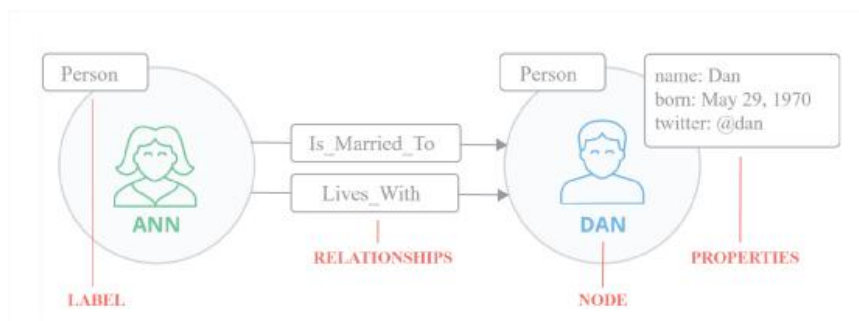 Person
Person
name: Dan
born: May 29, 1970
twitter: @dan
Is_Married_To
Lives_With
ANN
DAN
RELATIONSHIPS
PROPERTIES
LABEL
NODE